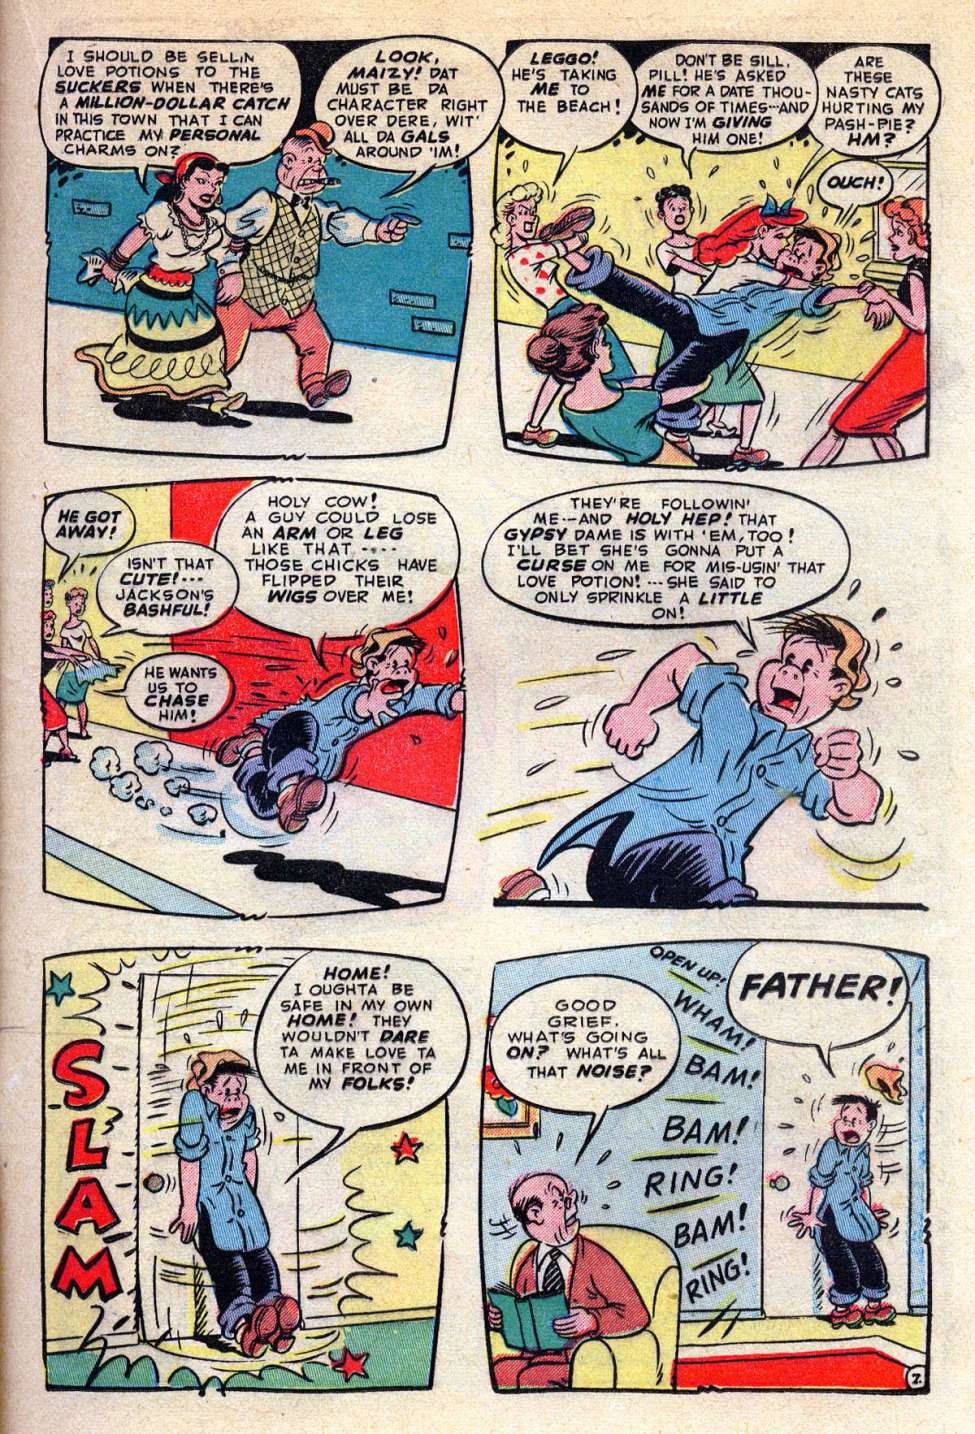 I SHOULD BE SELLIN
LOVE POTIONS TO THE
SUCKERS WHEN THERE'S
A MILLION-DOLLAR CATCH
IN THIS TOWN THAT I CAN
PRACTICE MY PERSONAL
CHARMS ON?
LOOK,
MAIZY! DAT
MUST BE DA
CHARACTER RIGHT
OVER DERE, WIT'
ALL DA GALS
AROUND 'IM!
LEGGO!
HE'S TAKING
ME TO
THE BEACH!
DON'T BE SILL,
PILL! HE'S ASKED
ME FOR A DATE THOU-
SANDS OF TIMES---AND
NOW I'M GIVING
HIM ONE!
ARE
THESE
NASTY CATS
HURTING MY
PASH-PIE?
HM?
OUCH!
HE GOT
AWAY!
ISN'T THAT
CUTE!---
JACKSON'S
BASHFUL!
HE WANTS
US TO
CHASE
HIM!
HOLY COW!
A GUY COULD LOSE
AN ARM OR LEG
LIKE THAT ----
THOSE CHICKS HAVE
FLIPPED THEIR
WIGS OVER ME!
THEY'RE FOLLOWIN'
ME---AND HOLY HEP! THAT
GYPSY DAME IS WITH 'EM, TOO!
I'LL BET SHE'S GONNA PUT A
CURSE ON ME FOR MIS-USIN' THAT
LOVE POTION!---SHE SAID TO
ONLY SPRINKLE A LITTLE
ON!
SLAM
HOME!
I OUGHTA BE
SAFE IN MY OWN
HOME! THEY
WOULDN'T DARE
TA MAKE LOVE TA
ME IN FRONT OF
MY FOLKS!
GOOD
GRIEF,
WHAT'S GOING
ON? WHAT'S ALL
THAT NOISE?
OPEN UP!
WHAM!
BAM!
BAM!
RING!
BAM!
RING!
FATHER!
7.